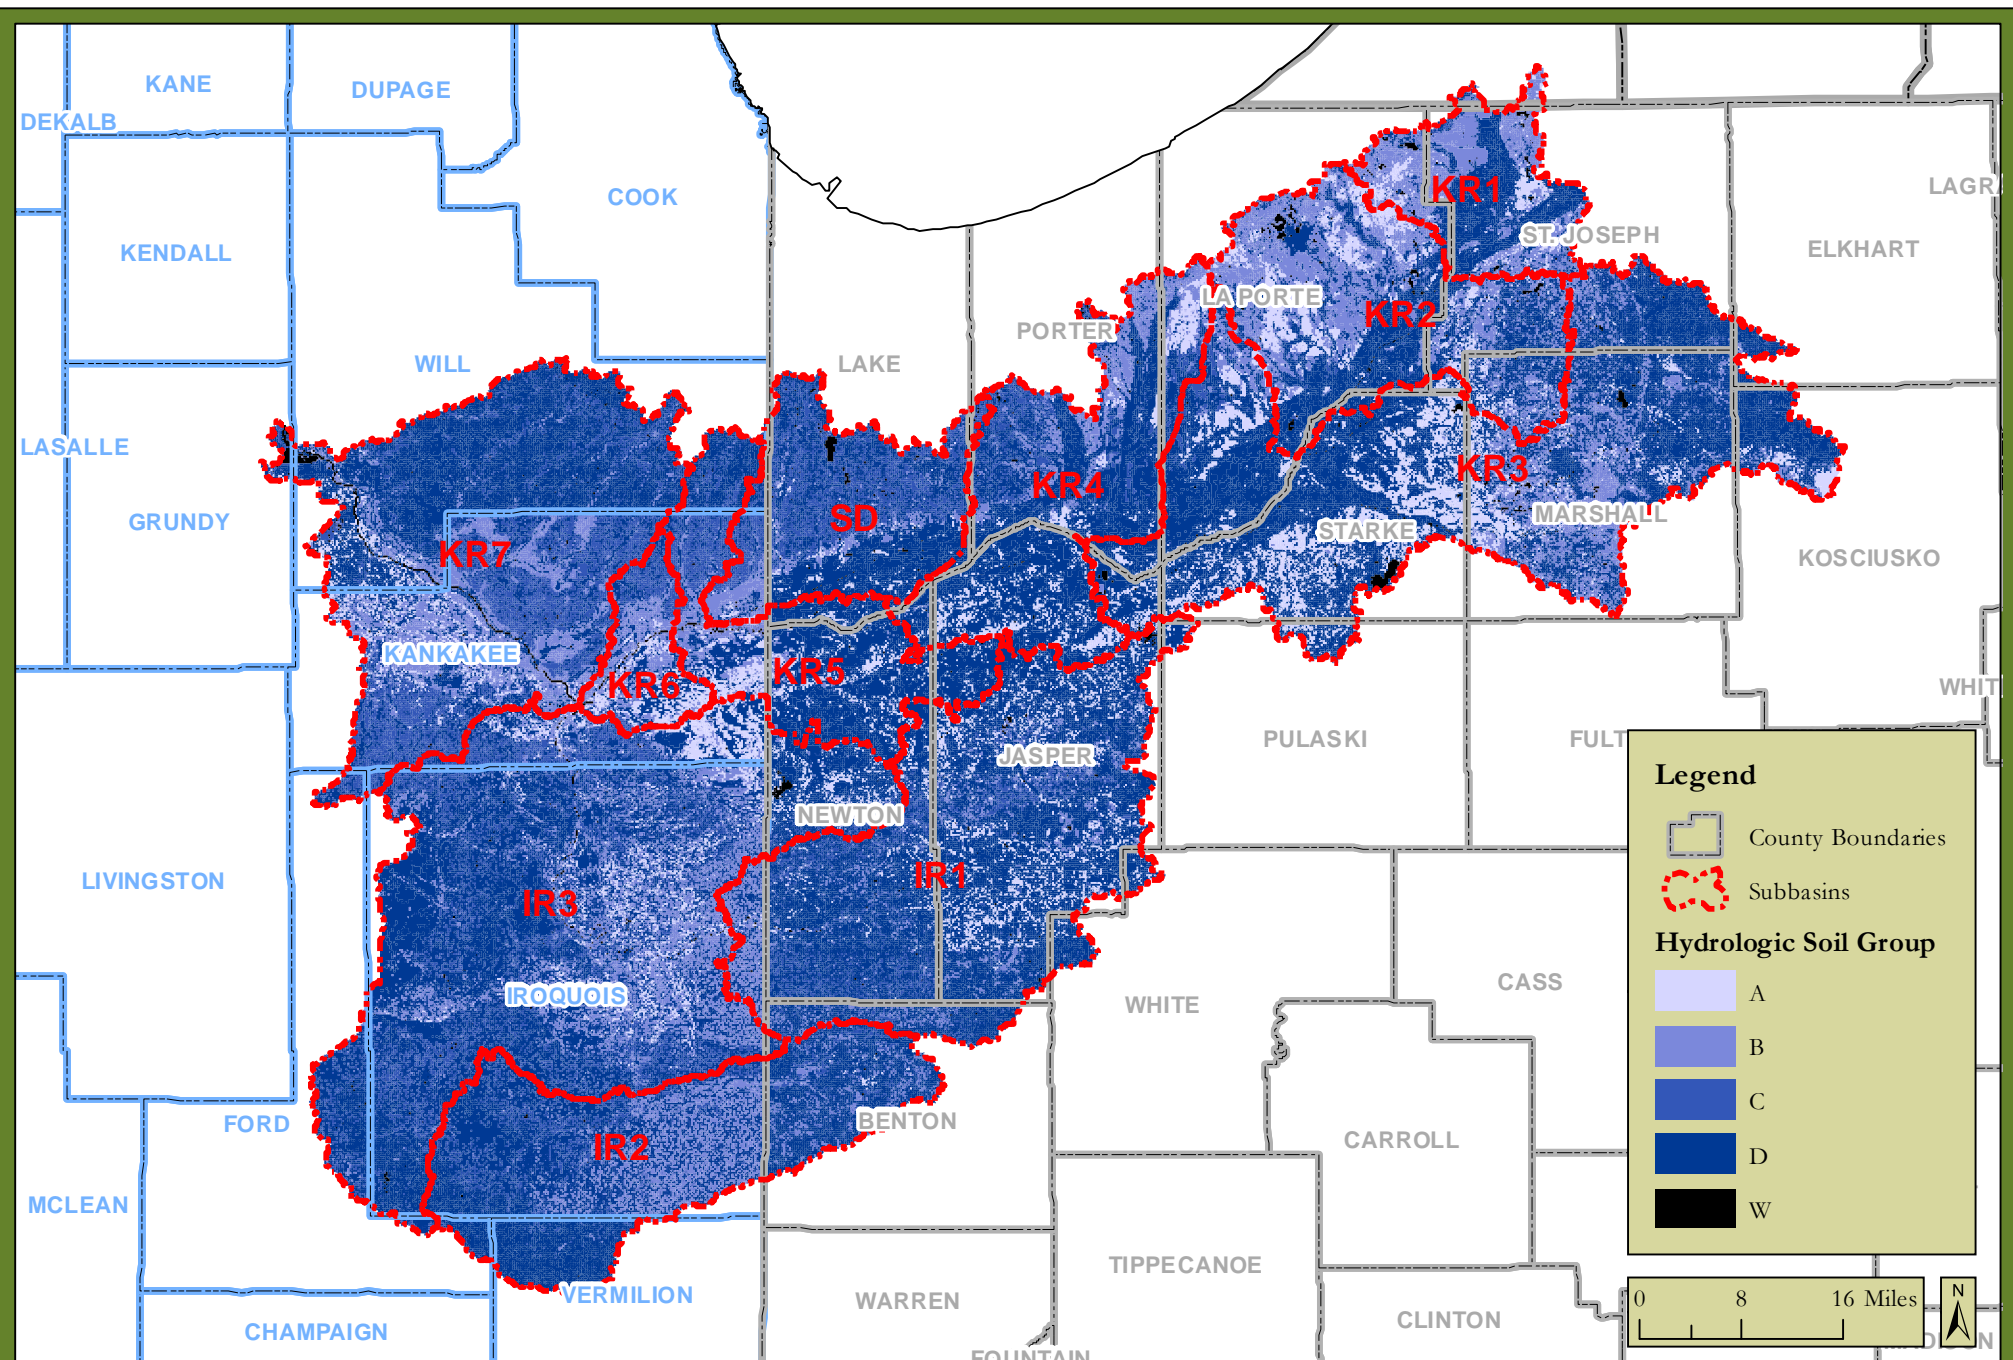 KANE
DUPAGE
DEKALB
COOK
KENDALL
LAGRA
KR1
ST. JOSEPH
ELKHART
LA PORTE
KR2
PORTER
WILL
LAKE
LASALLE
KR3
KR4
SD
GRUNDY
MARSHALL
STARKE
KR7
KOSCIUSKO
KANKAKEE
KR5
KR6
WHIT
PULASKI
FULT
JASPER
NEWTON
LIVINGSTON
IR1
IR3
CASS
IROQUOIS
WHITE
FORD
BENTON
CARROLL
IR2
MCLEAN
TIPPECANOE
VERMILION
WARREN
CLINTON
CHAMPAIGN
FOUNTAIN
Legend
County Boundaries
Subbasins
Hydrologic Soil Group
A
B
C
D
W
0 8 16 Miles
N